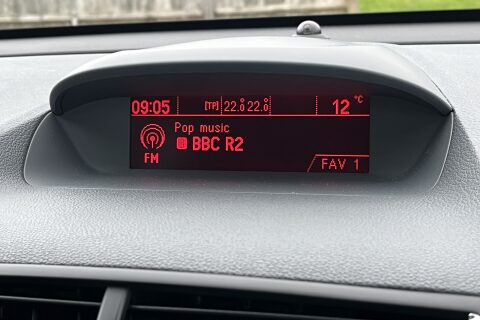 09:05 [TP] 22.0 22.0 12 °C
Pop music
BBC R2
FM
FAV 1